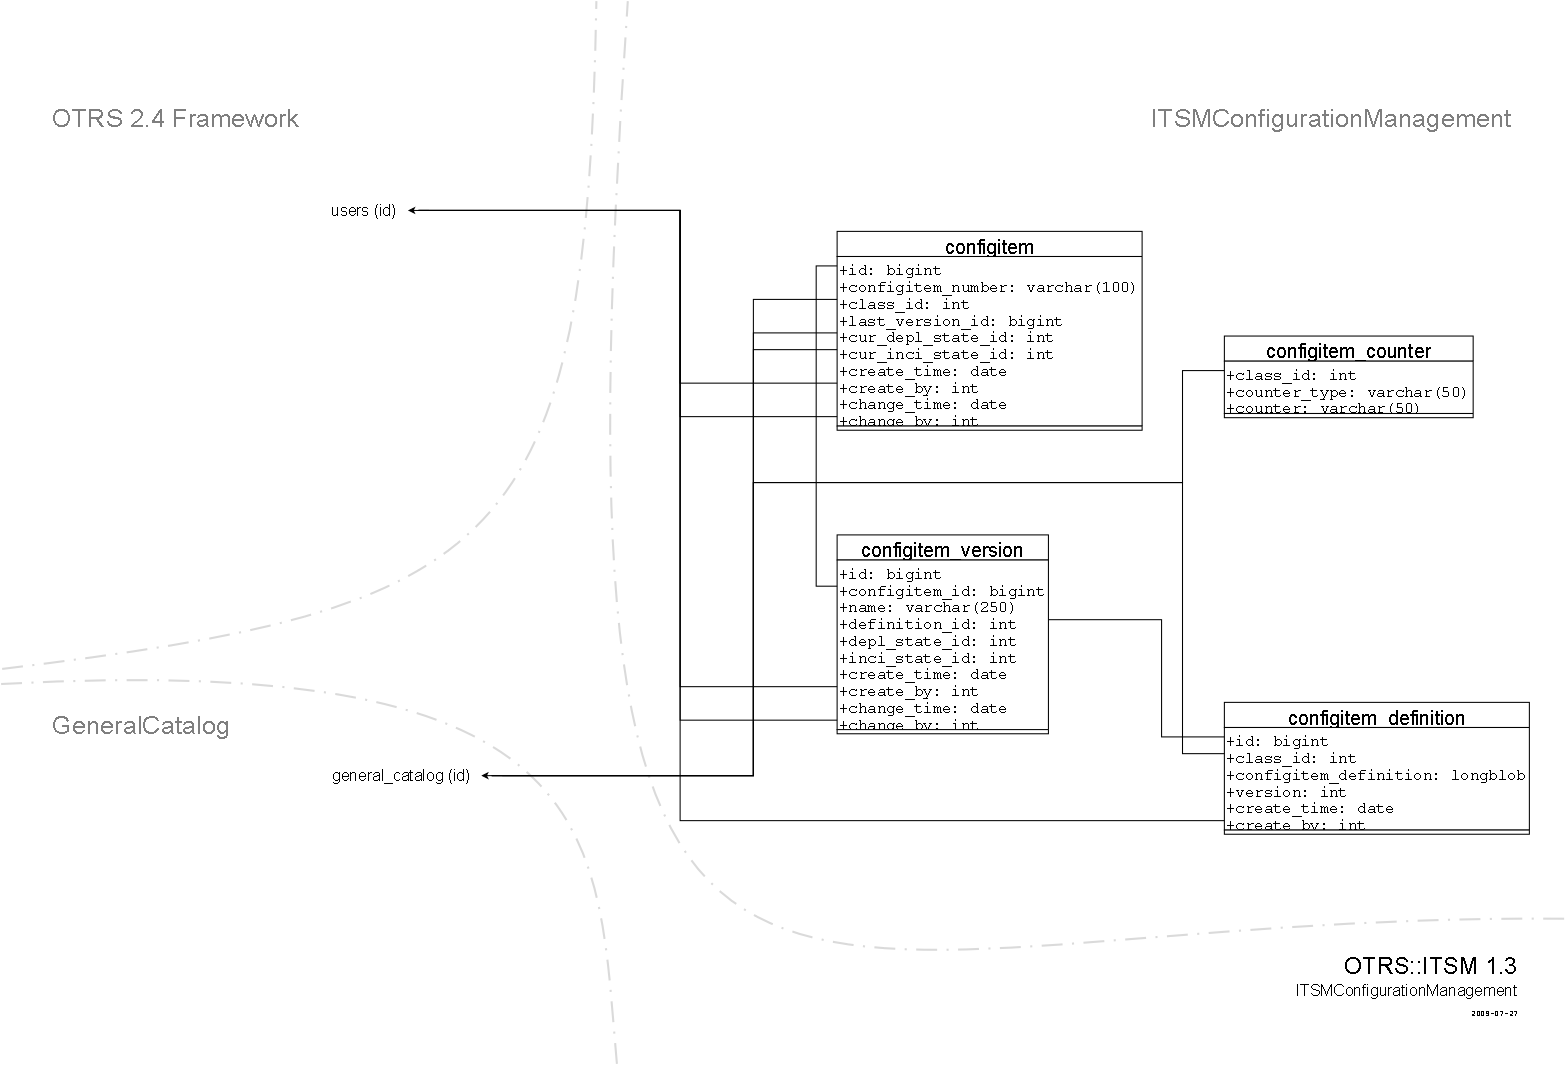 OTRS 2.4 Framework
ITSMConfigurationManagement
users (id)
configitem
+id: bigint
+configitem_number: varchar(100)
+class_id: int
+last_version_id: bigint
+cur_depl_state_id: int
+cur_inci_state_id: int
+create_time: date
+create_by: int
+change_time: date
+change_by: int
configitem_counter
+class_id: int
+counter_type: varchar(50)
+counter: varchar(50)
configitem_version
+id: bigint
+configitem_id: bigint
+name: varchar(250)
+definition_id: int
+depl_state_id: int
+inci_state_id: int
+create_time: date
+create_by: int
+change_time: date
+change_by: int
GeneralCatalog
general_catalog (id)
configitem_definition
+id: bigint
+class_id: int
+configitem_definition: longblob
+version: int
+create_time: date
+create_by: int
OTRS::ITSM 1.3
ITSMConfigurationManagement
2009-07-27